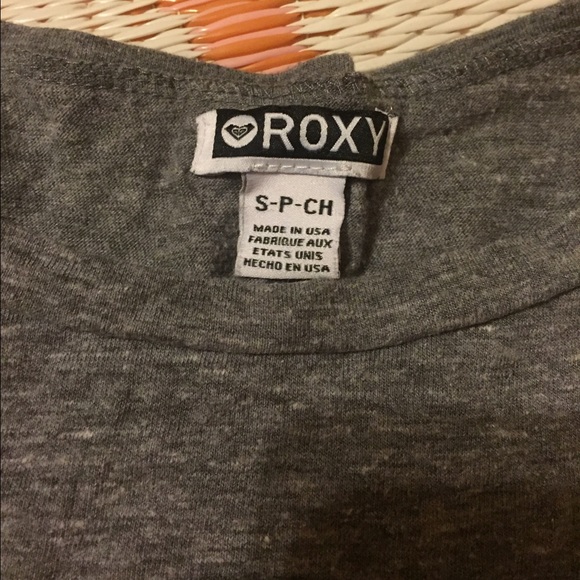 ROXY
S-P-CH
MADE IN USA
FABRIQUE AUX
ETATS UNIS
HECHO EN USA